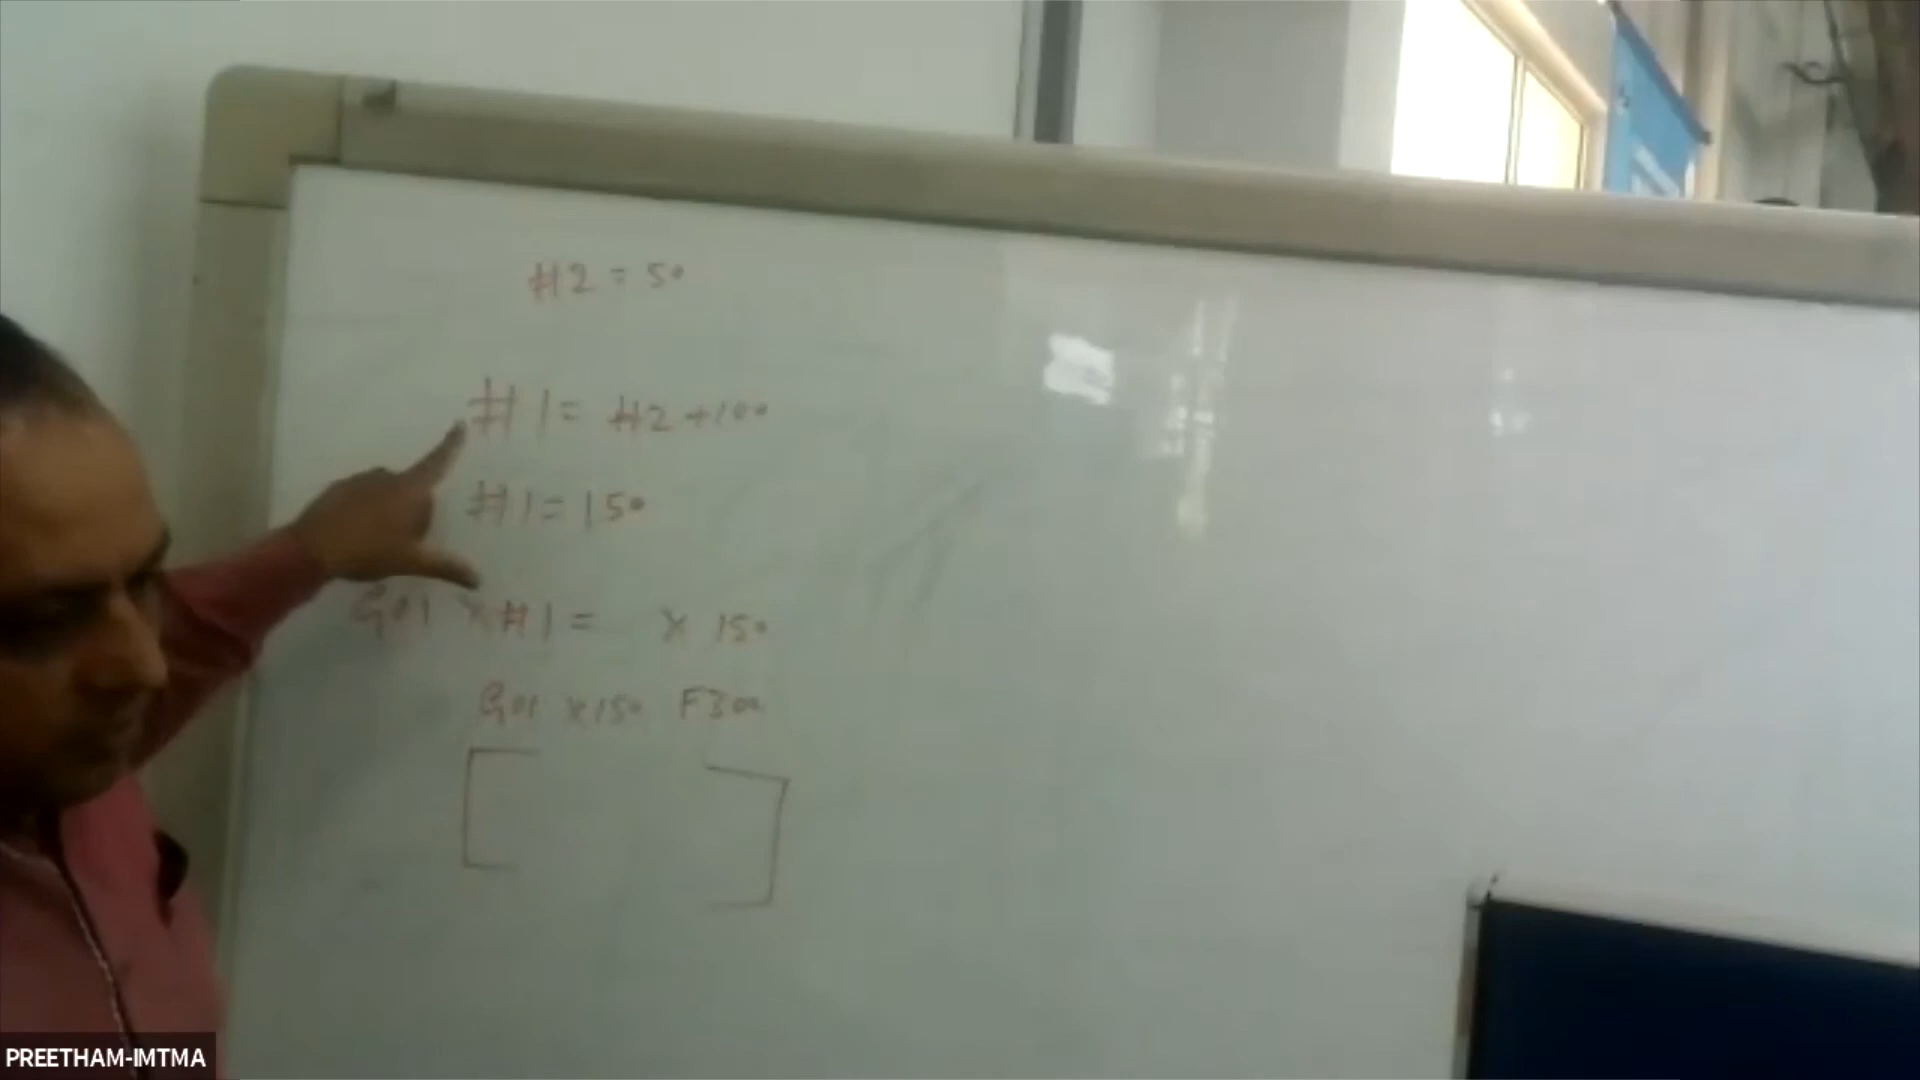 #2 = 50
#1 = #2 + 100
#1 = 150
G01 X #1 = X 150
G01 X150 F300
[ ]
PREETHAM-IMTMA